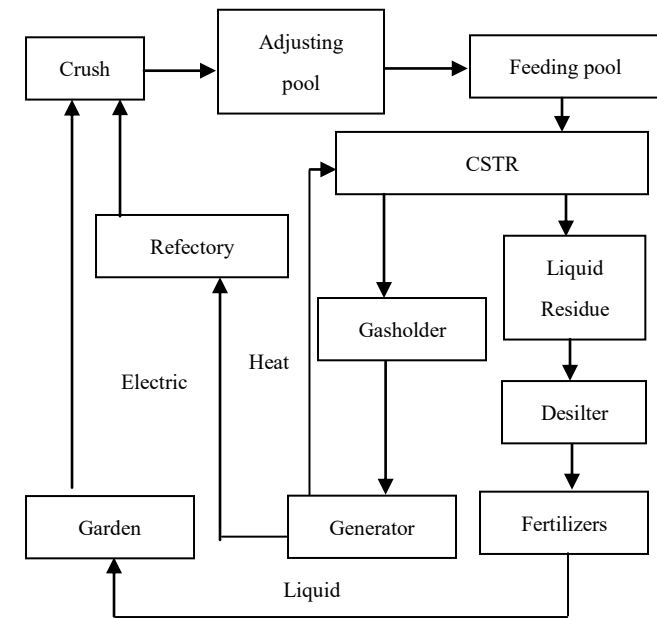 Crush
Adjusting
pool
Feeding pool
CSTR
Refectory
Liquid
Residue
Gasholder
Heat
Electric
Desilter
Garden
Generator
Fertilizers
Liquid